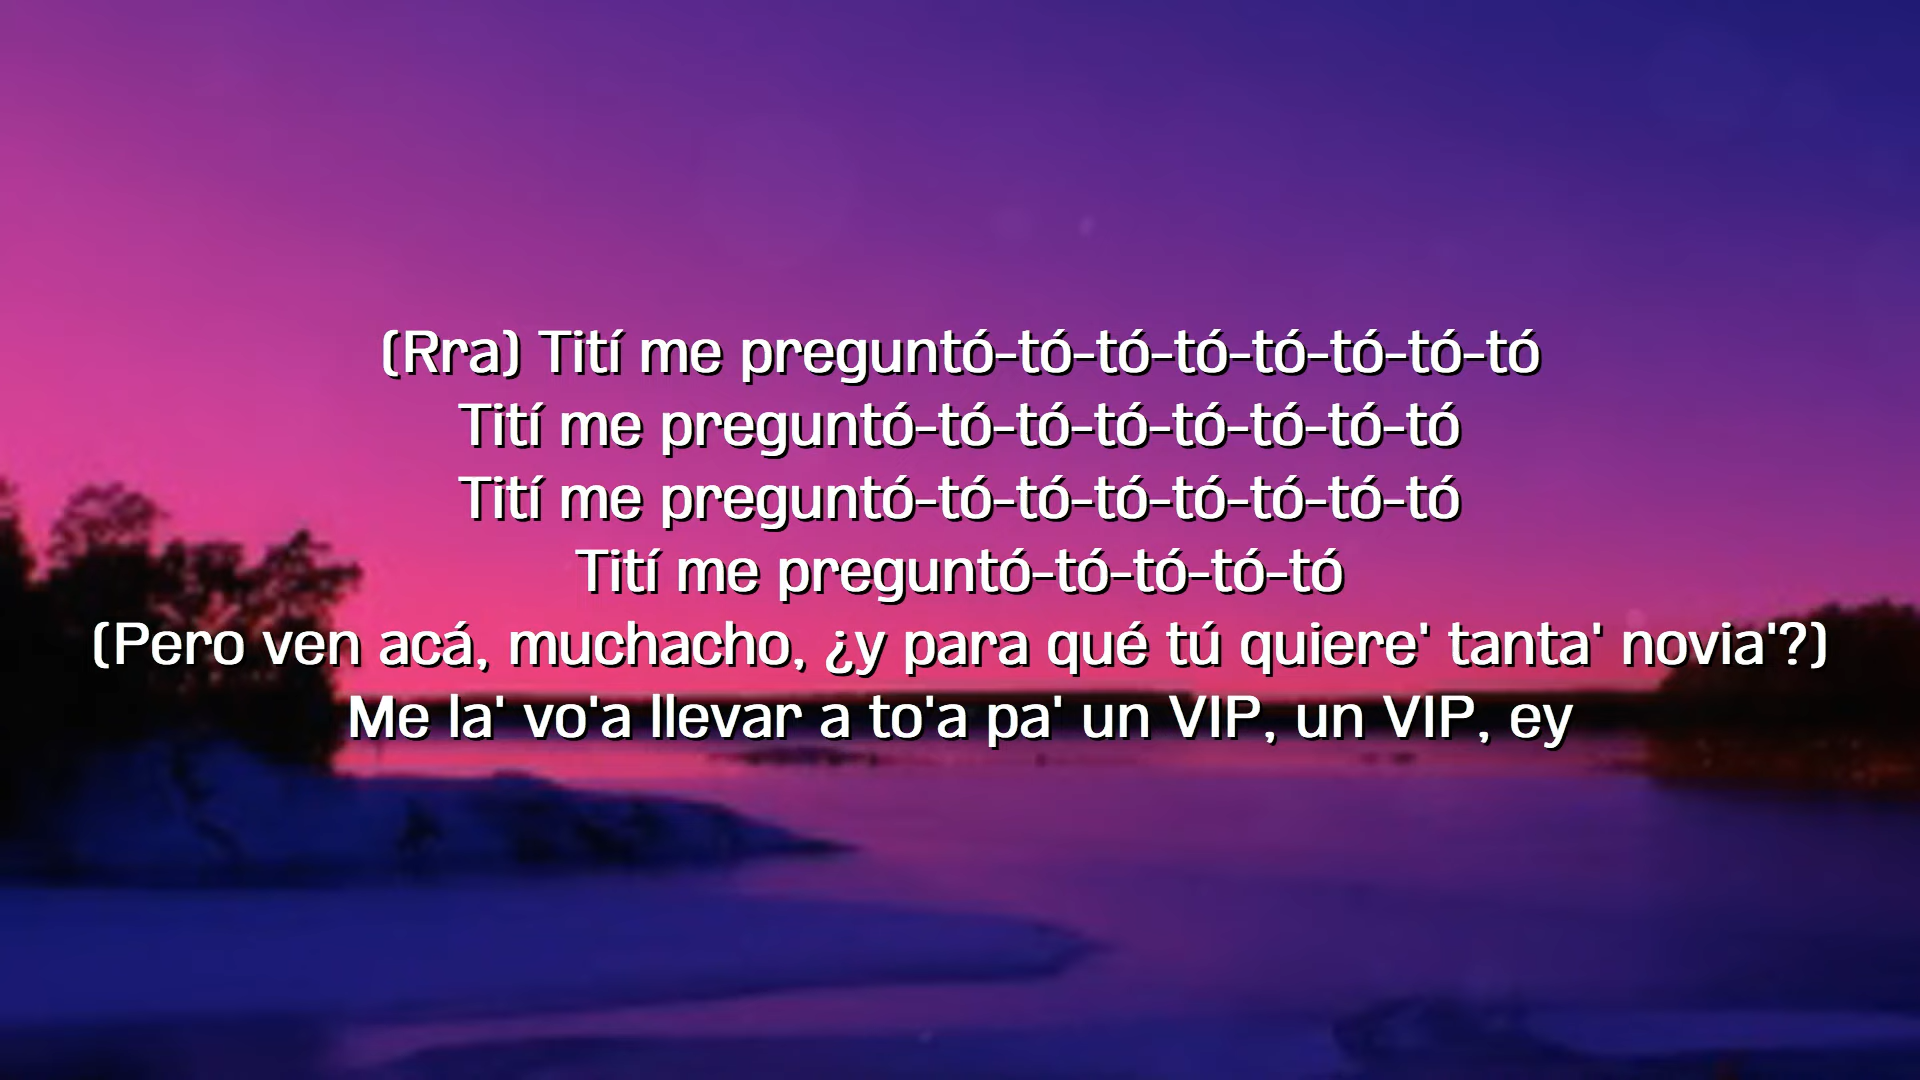 (Rra) Tití me preguntó-tó-tó-tó-tó-tó-tó-tó
Tití me preguntó-tó-tó-tó-tó-tó-tó-tó
Tití me preguntó-tó-tó-tó-tó-tó-tó-tó
Tití me preguntó-tó-tó-tó-tó
(Pero ven acá, muchacho, ¿y para qué tú quiere' tanta' novia'?)
Me la' vo'a llevar a to'a pa' un VIP, un VIP, ey